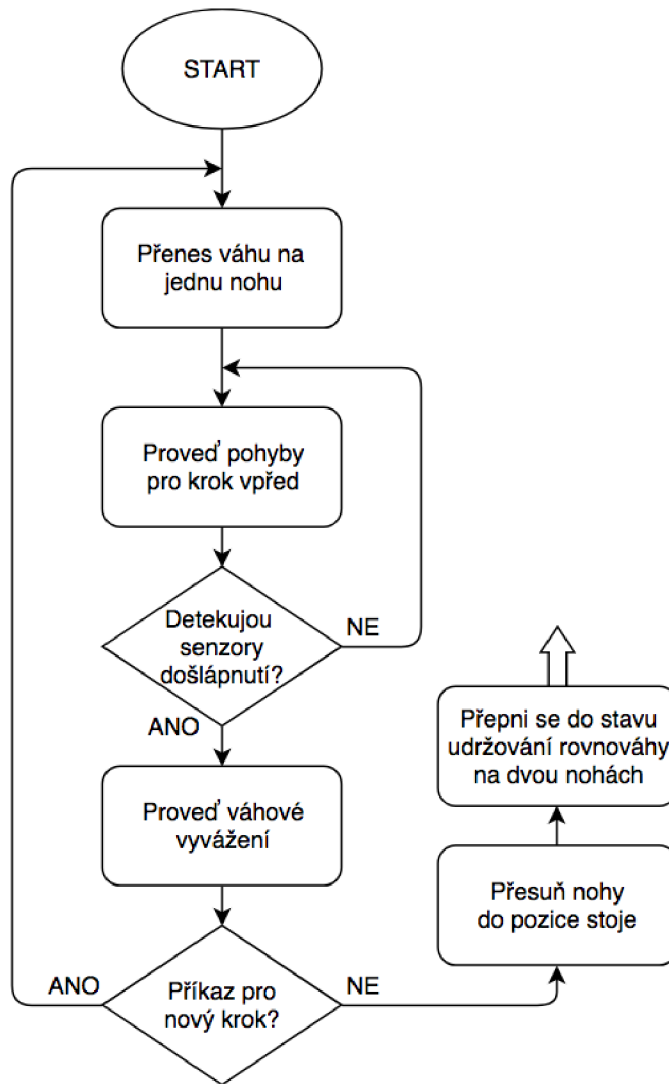 START
Přenes váhu na
jednu nohu
Proveď pohyby
pro krok vpřed
Detekujou
senzory
došlápnutí?
NE
ANO
Proveď váhové
vyvážení
Příkaz pro
nový krok?
ANO
NE
Přesuň nohy
do pozice stoje
Přepni se do stavu
udržování rovnováhy
na dvou nohách